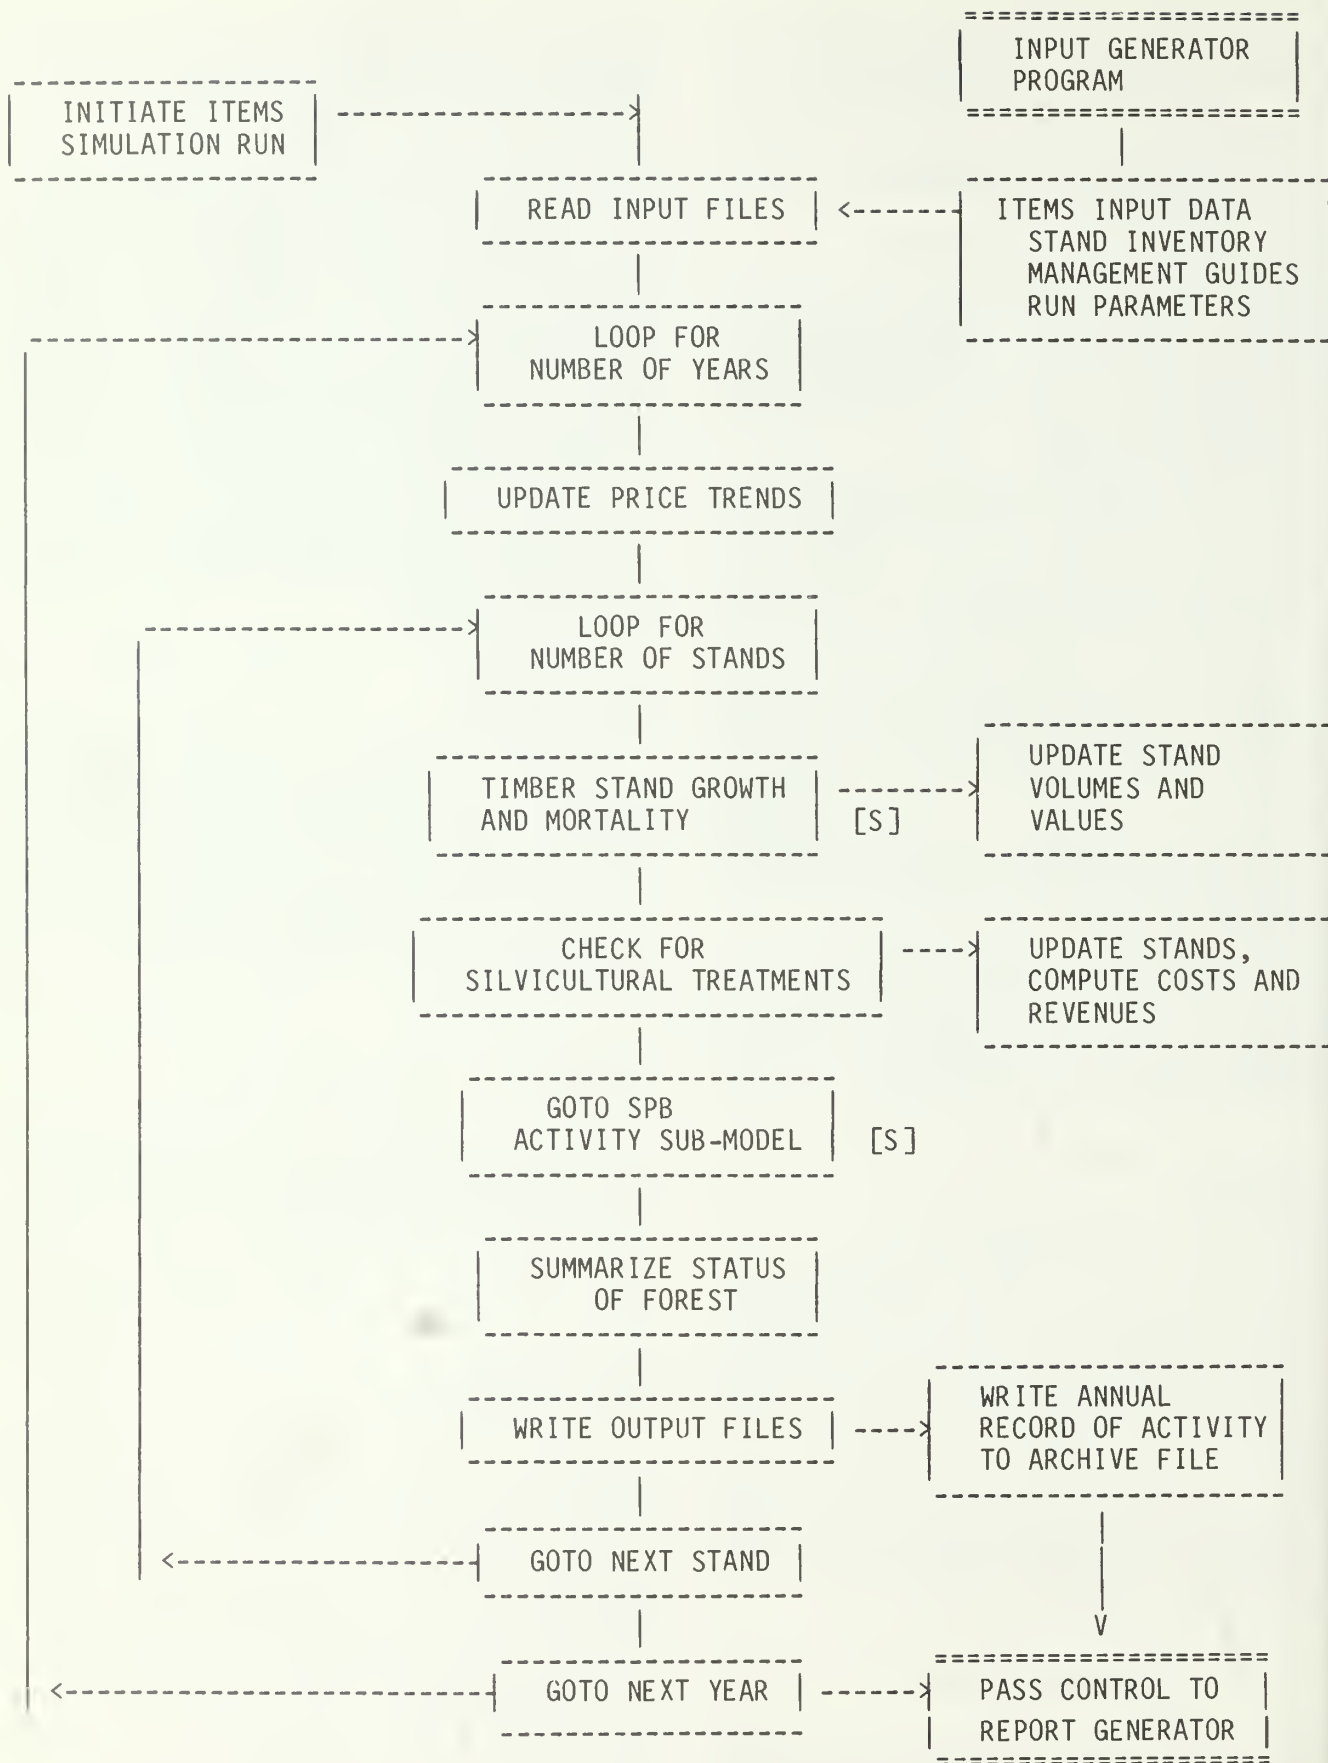 INPUT GENERATOR
PROGRAM
INITIATE ITEMS
SIMULATION RUN
READ INPUT FILES
ITEMS INPUT DATA
STAND INVENTORY
MANAGEMENT GUIDES
RUN PARAMETERS
LOOP FOR
NUMBER OF YEARS
UPDATE PRICE TRENDS
LOOP FOR
NUMBER OF STANDS
TIMBER STAND GROWTH
AND MORTALITY
[S]
UPDATE STAND
VOLUMES AND
VALUES
CHECK FOR
SILVICULTURAL TREATMENTS
UPDATE STANDS,
COMPUTE COSTS AND
REVENUES
GOTO SPB
ACTIVITY SUB-MODEL
[S]
SUMMARIZE STATUS
OF FOREST
WRITE OUTPUT FILES
WRITE ANNUAL
RECORD OF ACTIVITY
TO ARCHIVE FILE
GOTO NEXT STAND
GOTO NEXT YEAR
PASS CONTROL TO
REPORT GENERATOR